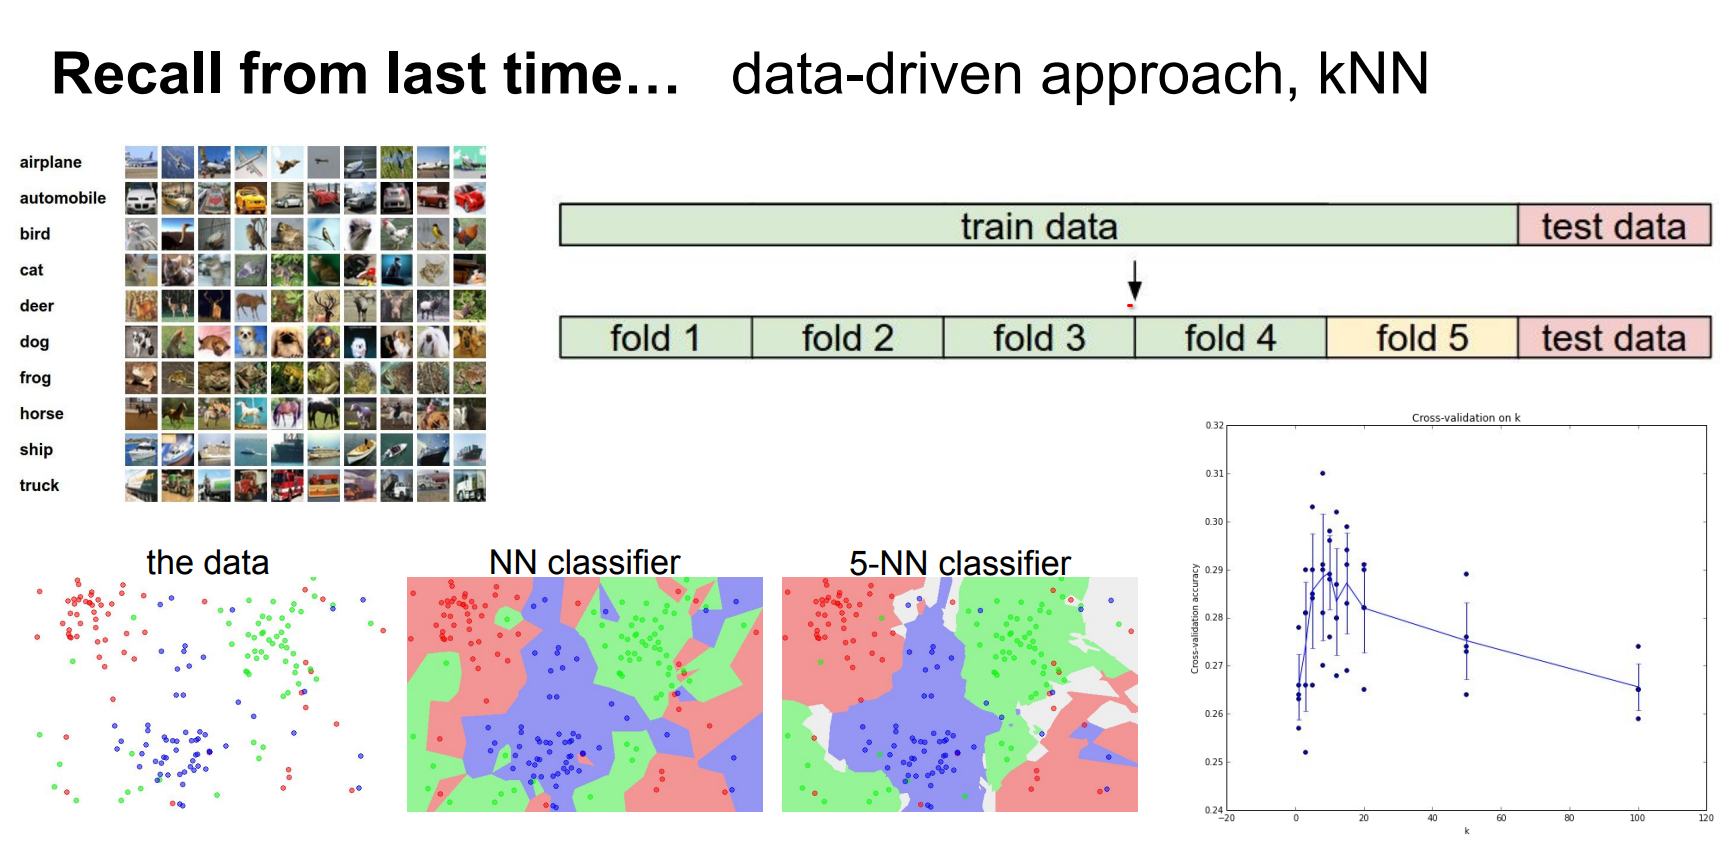 Recall from last time… data-driven approach, kNN
airplane
automobile
bird
cat
deer
dog
frog
horse
ship
truck
train data test data
fold 1 fold 2 fold 3 fold 4 fold 5 test data
the data NN classifier 5-NN classifier
Cross-validation on k
Cross-validation accuracy
0.32
0.31
0.30
0.29
0.28
0.27
0.26
0.25
0.24
−20 0 20 40 60 80 100 120
k